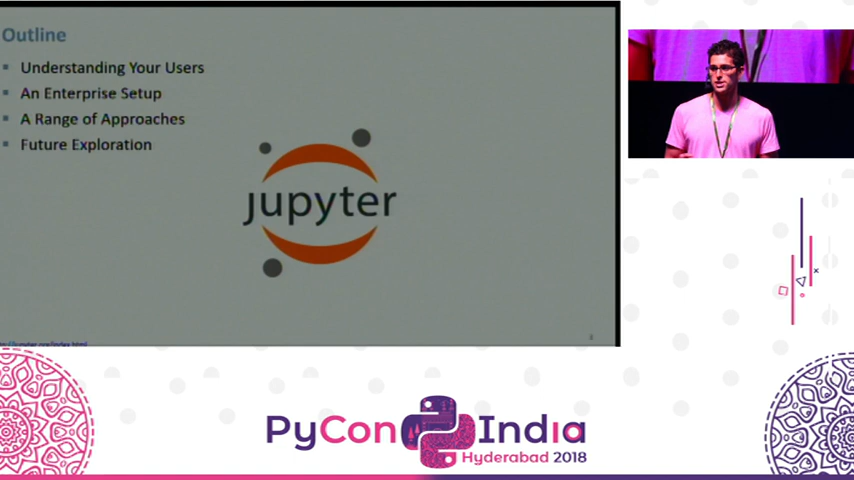 Outline
Understanding Your Users
An Enterprise Setup
A Range of Approaches
Future Exploration
jupyter
PyCon India
Hyderabad 2018